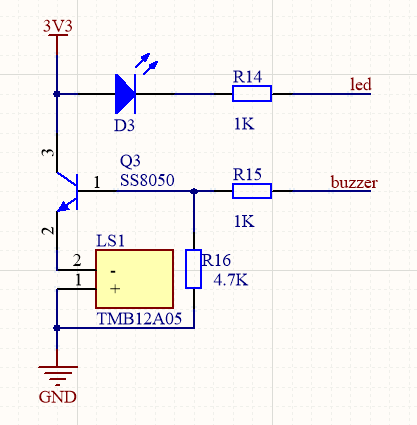 3V3
R14
led
D3
1K
3
Q3
SS8050
1
R15
buzzer
1K
2
LS1
2
-
1
+
R16
4.7K
TMB12A05
GND